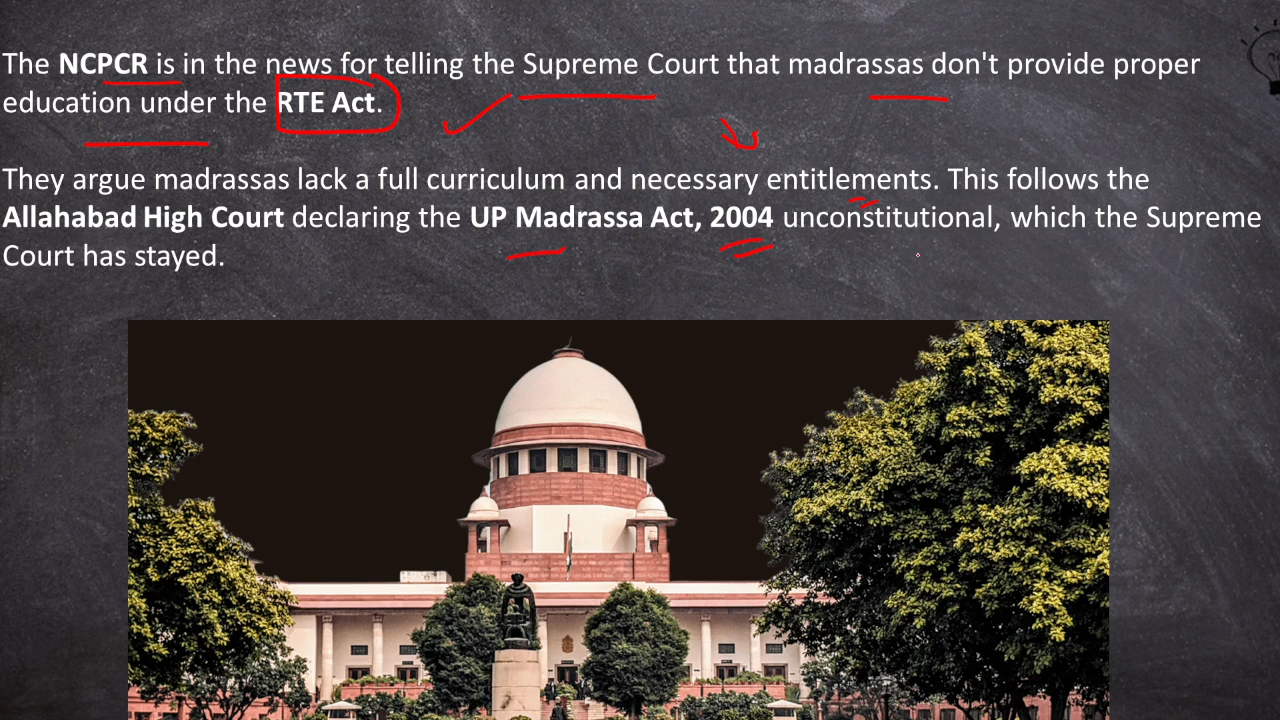 The NCPCR is in the news for telling the Supreme Court that madrassas don't provide proper
education under the RTE Act.
They argue madrassas lack a full curriculum and necessary entitlements. This follows the
Allahabad High Court declaring the UP Madrassa Act, 2004 unconstitutional, which the Supreme
Court has stayed.